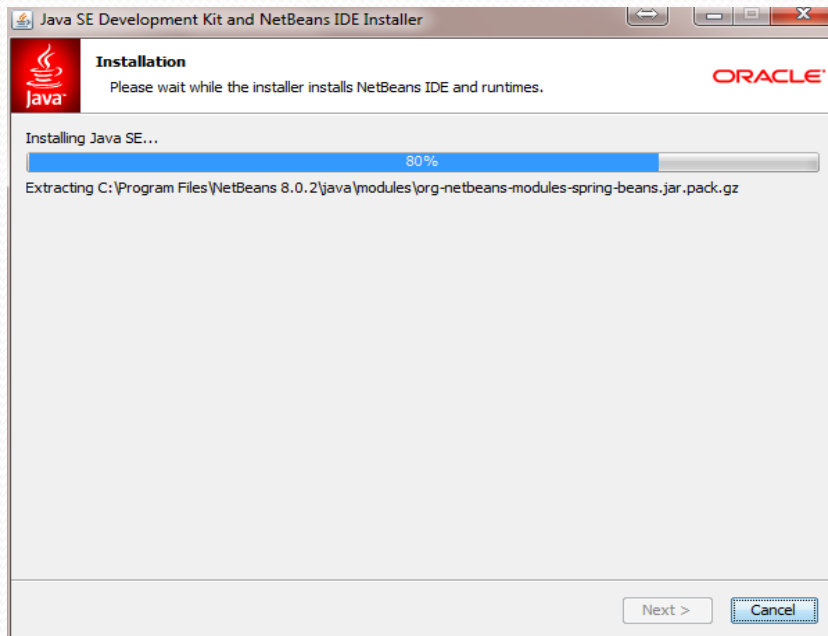 Java SE Development Kit and NetBeans IDE Installer
Java
Installation
Please wait while the installer installs NetBeans IDE and runtimes.
ORACLE
Installing Java SE...
80%
Extracting C:\Program Files\NetBeans 8.0.2\java\modules\org-netbeans-modules-spring-beans.jar.pack.gz
Next >
Cancel